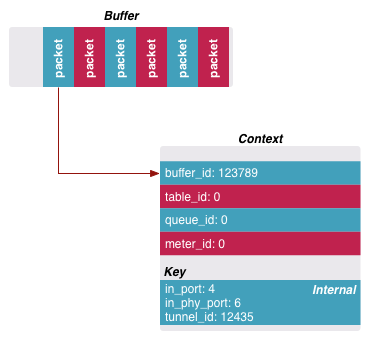 Buffer
packet packet packet packet packet packet
Context
buffer_id: 123789
table_id: 0
queue_id: 0
meter_id: 0
Key
in_port: 4 Internal
in_phy_port: 6
tunnel_id: 12435